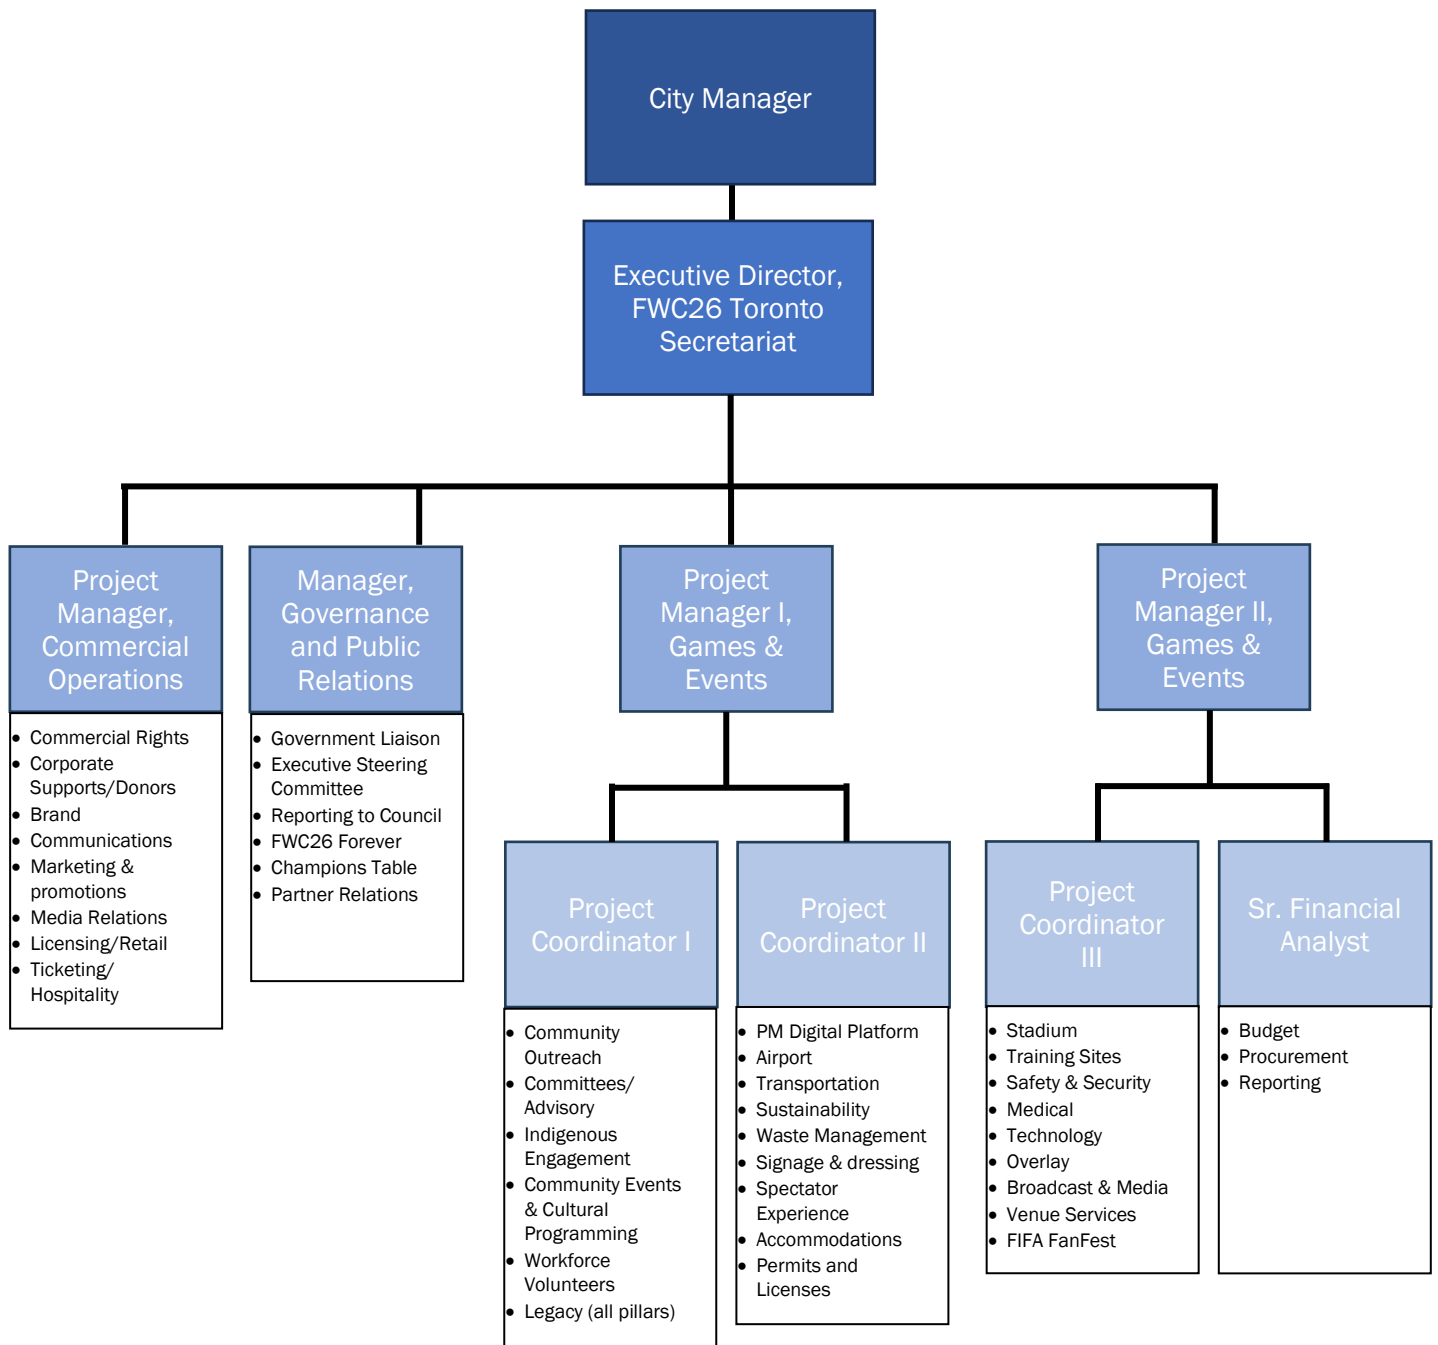 City Manager
Executive Director,
FWC26 Toronto
Secretariat
Project
Manager,
Commercial
Operations
• Commercial Rights
• Corporate
Supports/Donors
• Brand
• Communications
• Marketing &
promotions
• Media Relations
• Licensing/Retail
• Ticketing/
Hospitality
Manager,
Governance
and Public
Relations
• Government Liaison
• Executive Steering
Committee
• Reporting to Council
• FWC26 Forever
• Champions Table
• Partner Relations
Project
Manager I,
Games &
Events
Project
Coordinator I
• Community
Outreach
• Committees/
Advisory
• Indigenous
Engagement
• Community Events
& Cultural
Programming
• Workforce
Volunteers
• Legacy (all pillars)
Project
Coordinator II
• PM Digital Platform
• Airport
• Transportation
• Sustainability
• Waste Management
• Signage & dressing
• Spectator
Experience
• Accommodations
• Permits and
Licenses
Project
Manager II,
Games &
Events
Project
Coordinator
III
• Stadium
• Training Sites
• Safety & Security
• Medical
• Technology
• Overlay
• Broadcast & Media
• Venue Services
• FIFA FanFest
Sr. Financial
Analyst
• Budget
• Procurement
• Reporting